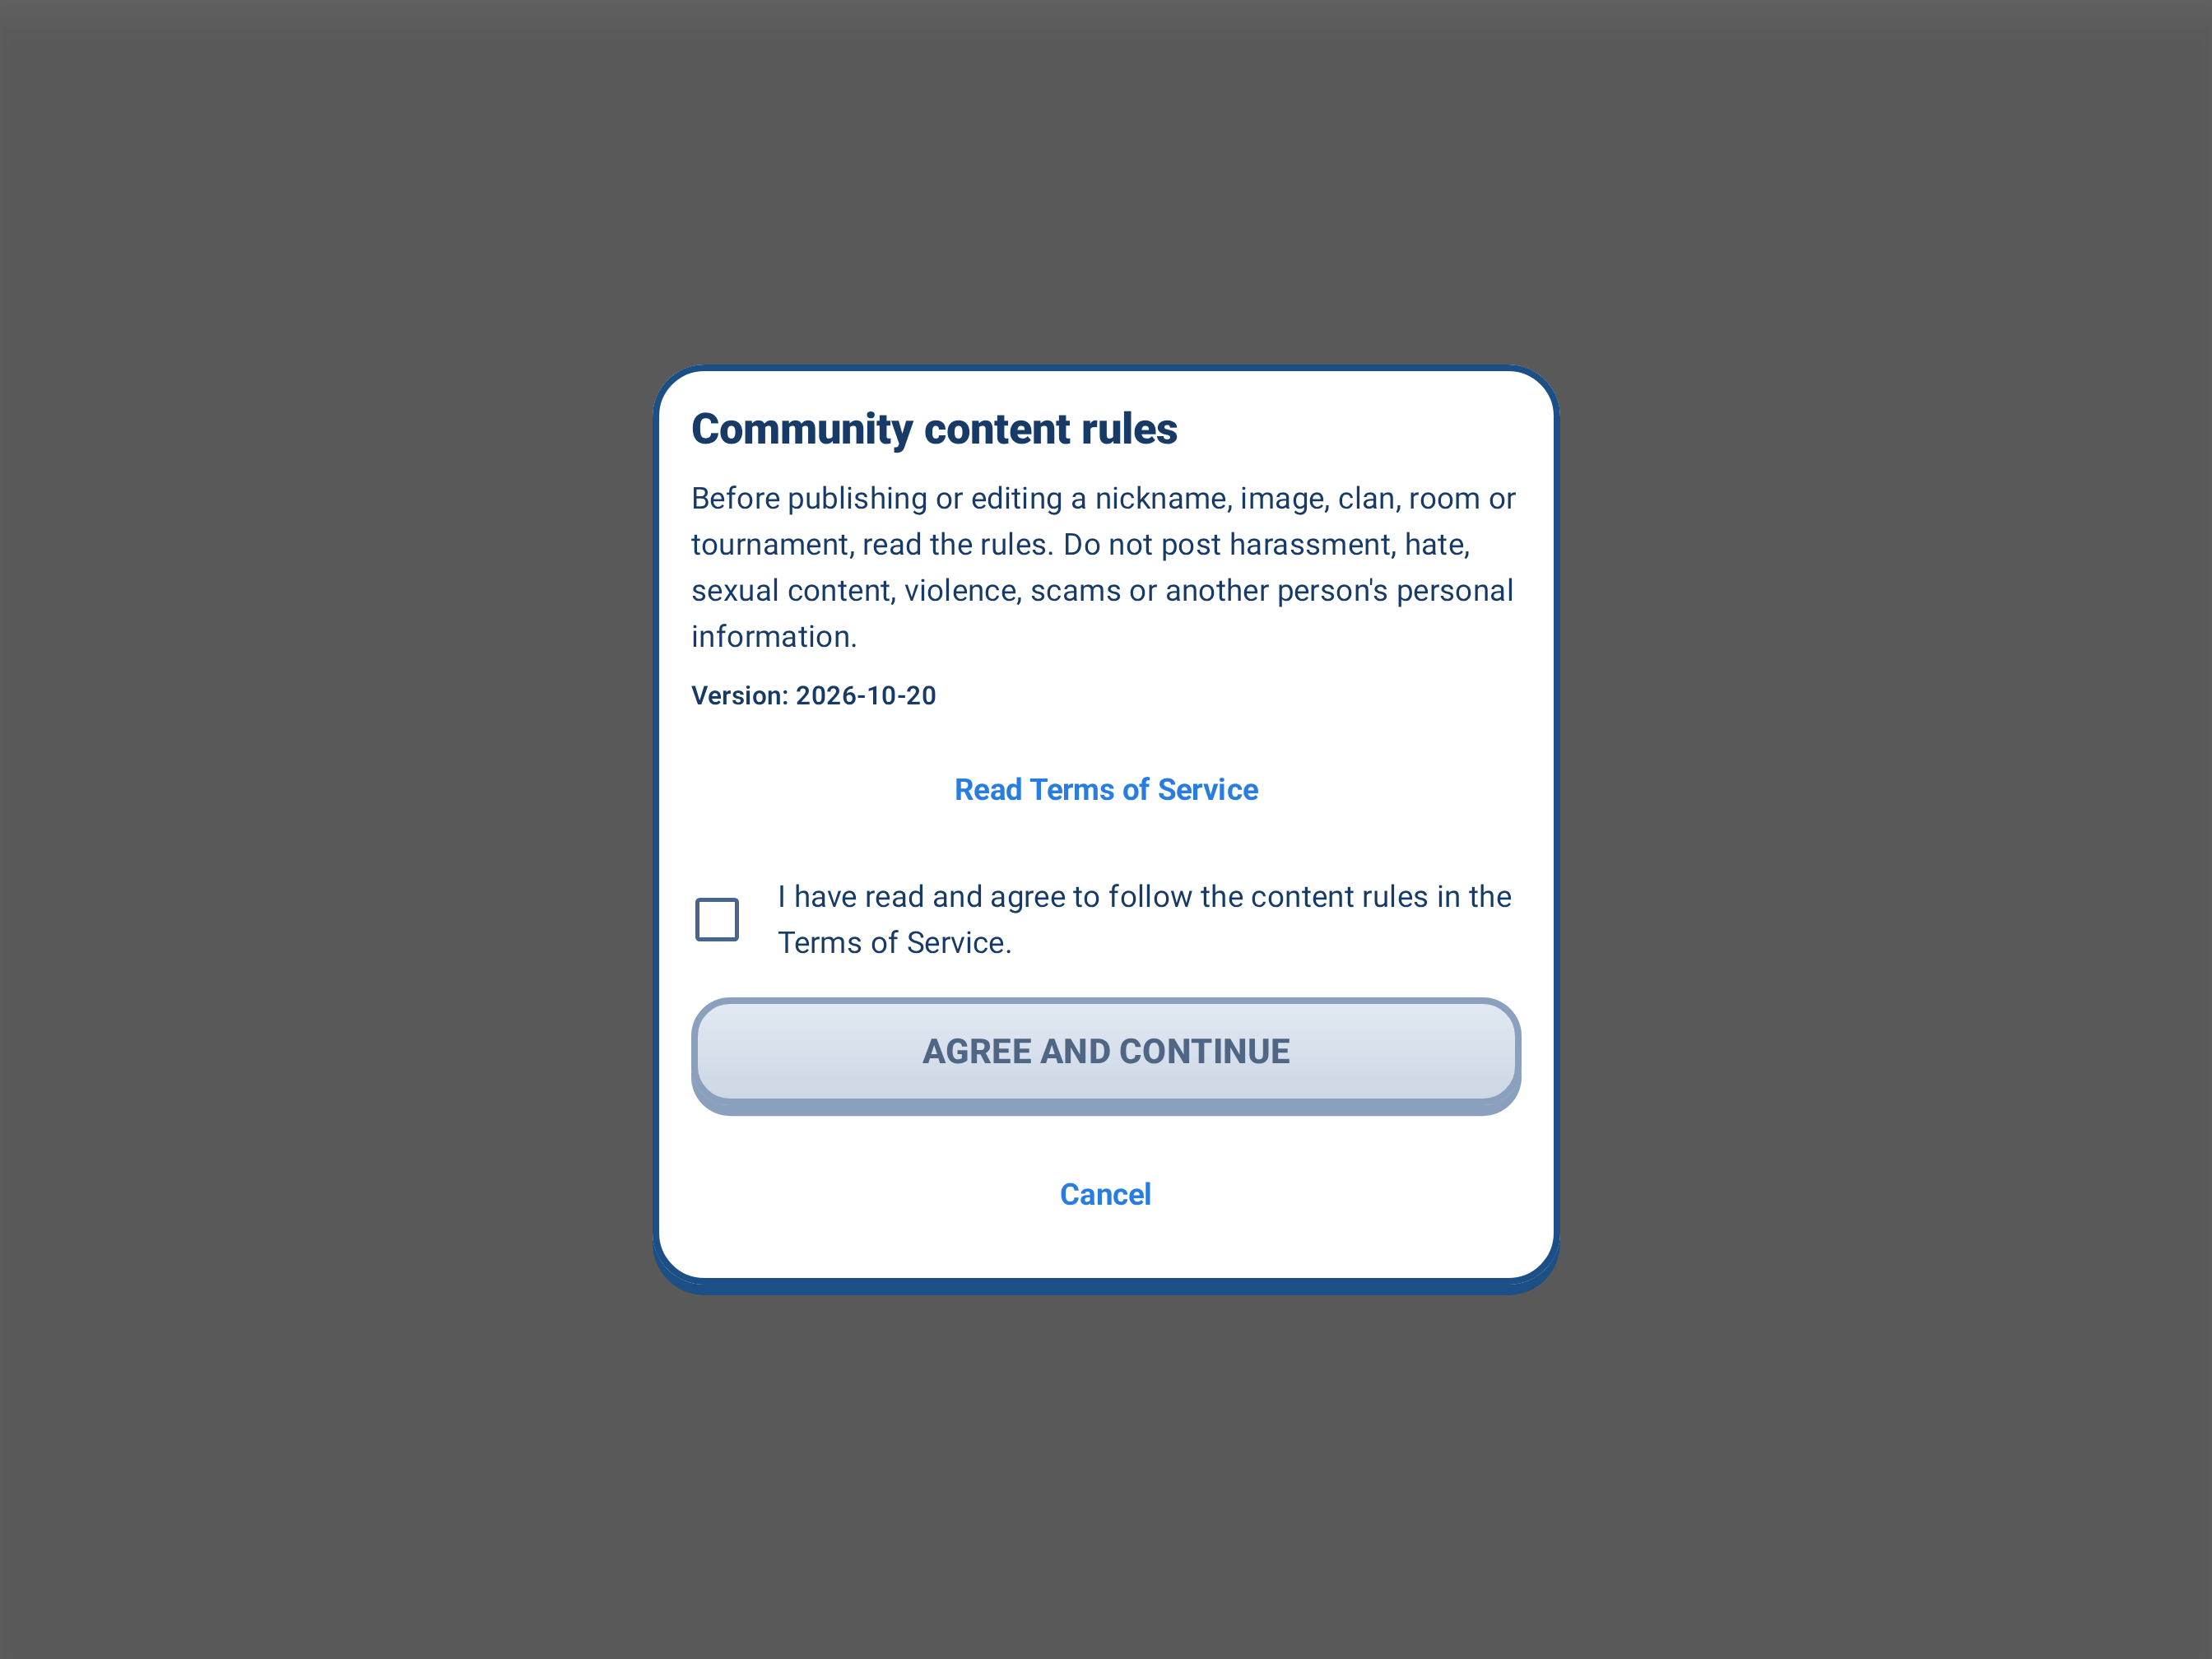 Community content rules
Before publishing or editing a nickname, image, clan, room or
tournament, read the rules. Do not post harassment, hate,
sexual content, violence, scams or another person's personal
information.
Version: 2026-10-20
Read Terms of Service
I have read and agree to follow the content rules in the
Terms of Service.
AGREE AND CONTINUE
Cancel